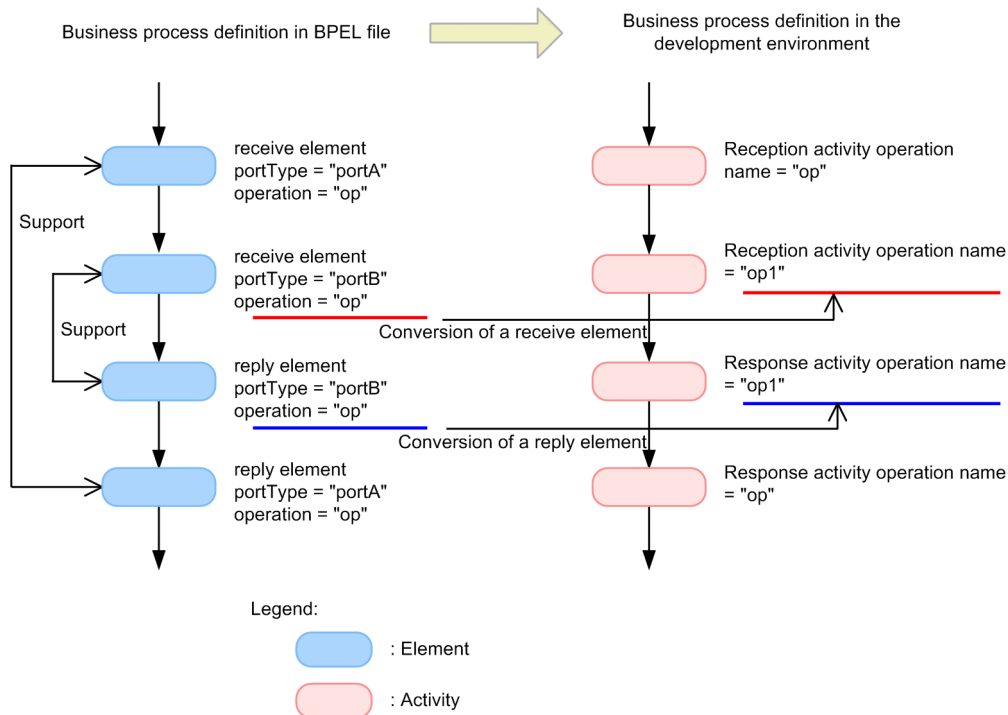 Business process definition in BPEL file
Business process definition in the
development environment
receive element
portType = "portA"
operation = "op"
Reception activity operation
name = "op"
Support
receive element
portType = "portB"
operation = "op"
Reception activity operation name
= "op1"
Support
Conversion of a receive element
reply element
portType = "portB"
operation = "op"
Response activity operation name
= "op1"
Conversion of a reply element
reply element
portType = "portA"
operation = "op"
Response activity operation name
= "op"
Legend:
: Element
: Activity